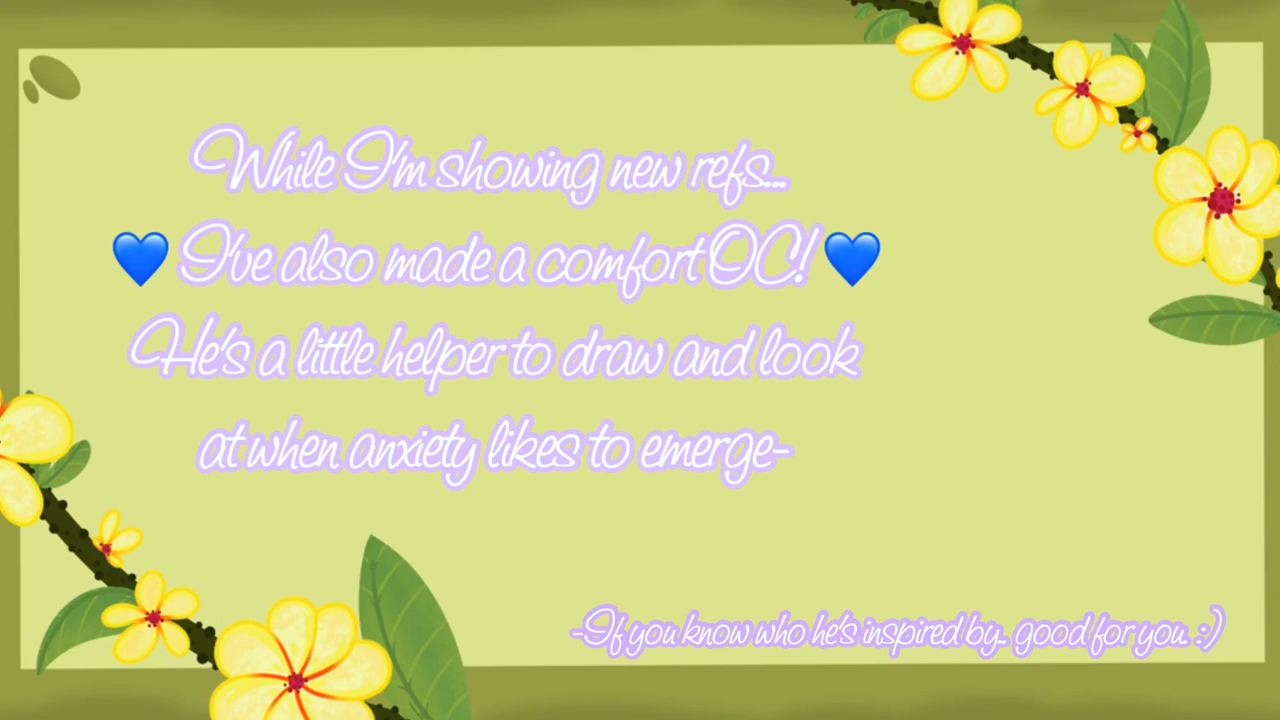 While I'm showing new refs...
💙 I've also made a comfort OC! 💙
He's a little helper to draw and look
at when anxiety likes to emerge-
-If you know who he's inspired by.. good for you. :)